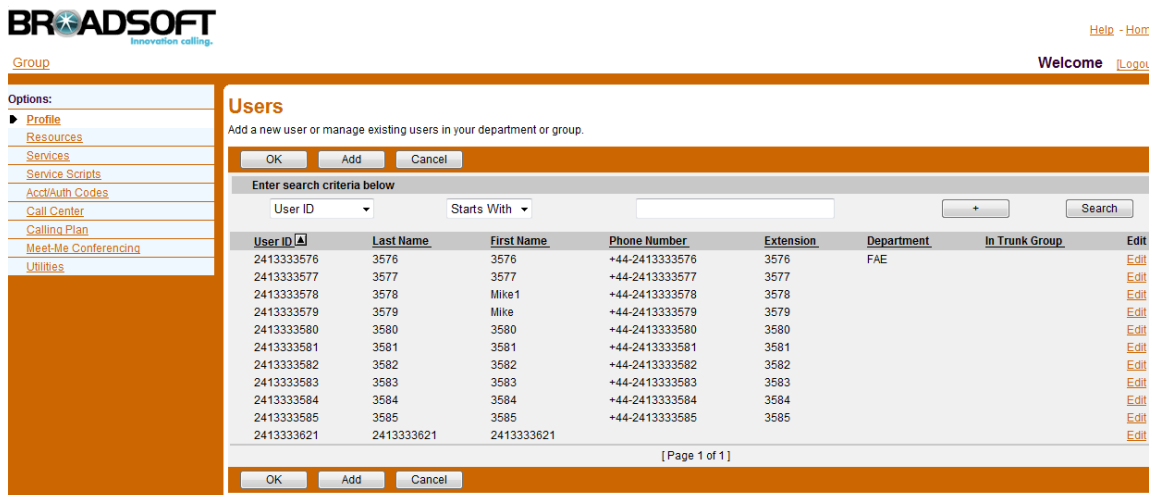 BROADSOFT
Innovation calling.
Help - Hom
Group
Welcome [Logou
Options:
Profile
Resources
Services
Service Scripts
Acct/Auth Codes
Call Center
Calling Plan
Meet-Me Conferencing
Utilities
Users
Add a new user or manage existing users in your department or group.
OK Add Cancel
Enter search criteria below
User ID Starts With + Search
User ID Last Name First Name Phone Number Extension Department In Trunk Group Edit
2413333576 3576 3576 +44-2413333576 3576 FAE Edit
2413333577 3577 3577 +44-2413333577 3577 Edit
2413333578 3578 Mike1 +44-2413333578 3578 Edit
2413333579 3579 Mike +44-2413333579 3579 Edit
2413333580 3580 3580 +44-2413333580 3580 Edit
2413333581 3581 3581 +44-2413333581 3581 Edit
2413333582 3582 3582 +44-2413333582 3582 Edit
2413333583 3583 3583 +44-2413333583 3583 Edit
2413333584 3584 3584 +44-2413333584 3584 Edit
2413333585 3585 3585 +44-2413333585 3585 Edit
2413333621 2413333621 2413333621 Edit
[ Page 1 of 1 ]
OK Add Cancel